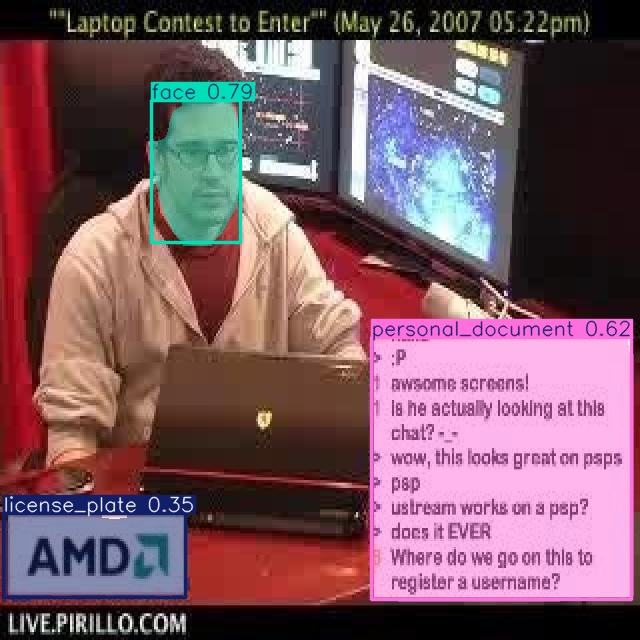 ""Laptop Contest to Enter"" (May 26, 2007 05:22pm)
face 0.79
personal_document 0.62
:P
awsome screens!
is he actually looking at this
chat? -_-
wow, this looks great on psps
psp
ustream works on a psp?
does it EVER
Where do we go on this to
register a username?
license_plate 0.35
AMD
LIVE.PIRILLO.COM